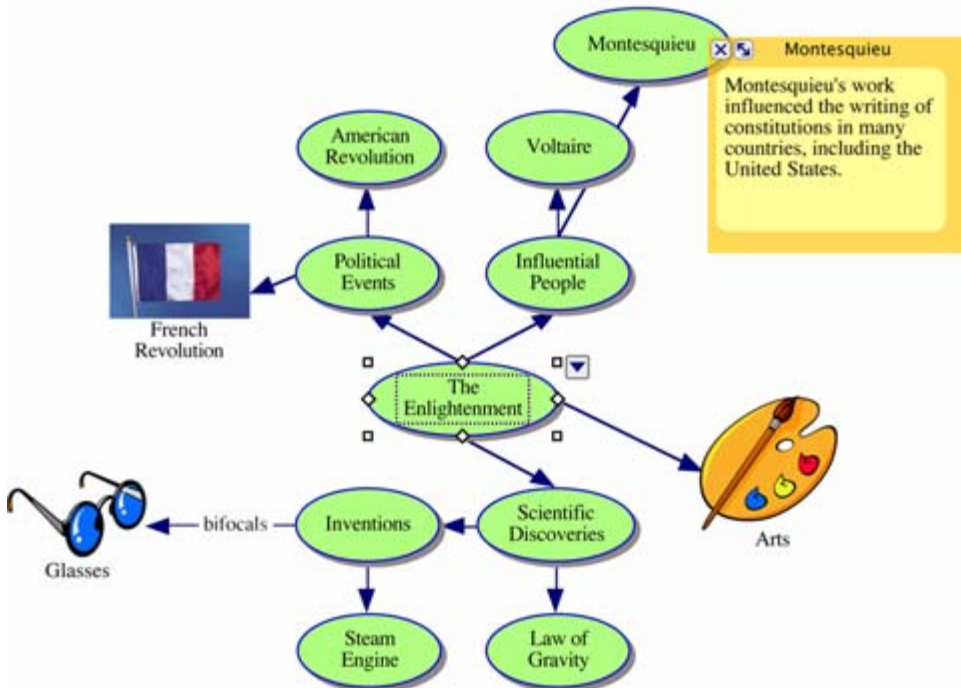 Montesquieu
Montesquieu
Montesquieu's work
influenced the writing of
constitutions in many
countries, including the
United States.
American
Revolution
Voltaire
Political
Events
Influential
People
French
Revolution
The
Enlightenment
Arts
Scientific
Discoveries
Inventions
bifocals
Glasses
Steam
Engine
Law of
Gravity